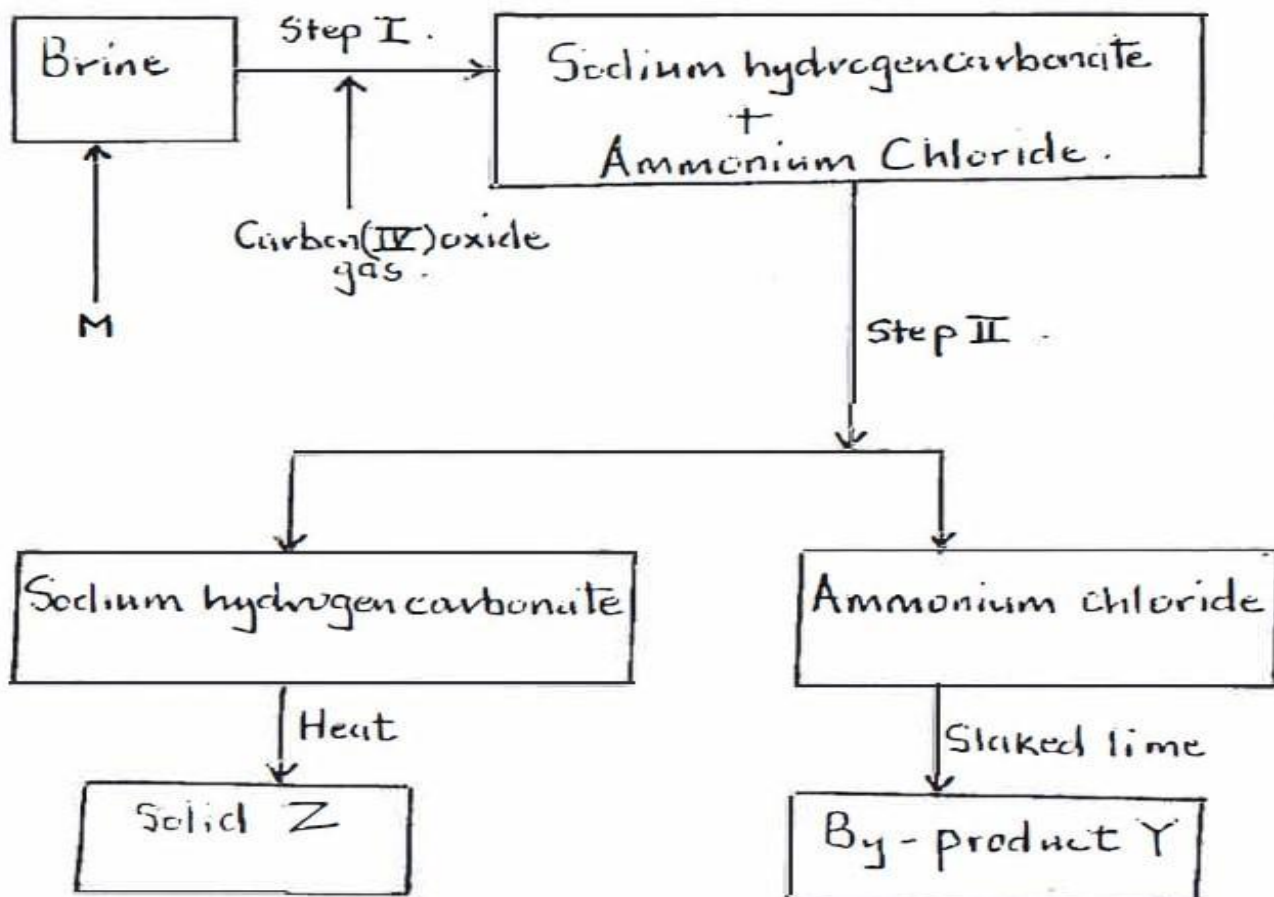 Step I.
Brine
Sodium hydrogencarbonate
+
Ammonium Chloride.
Carbon(IV)oxide
gas.
M
Step II.
Sodium hydrogencarbonate
Ammonium chloride
Heat
Slaked lime
Solid Z
By-product Y